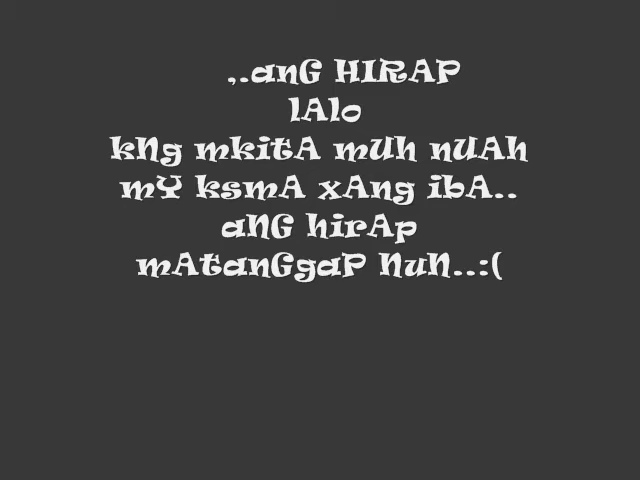 ,.anG HIRAP
lAlo
kNg mkitA mUh nUAh
mY ksmA xAng ibA..
aNG hirAp
mAtanGgaP NuN..:(